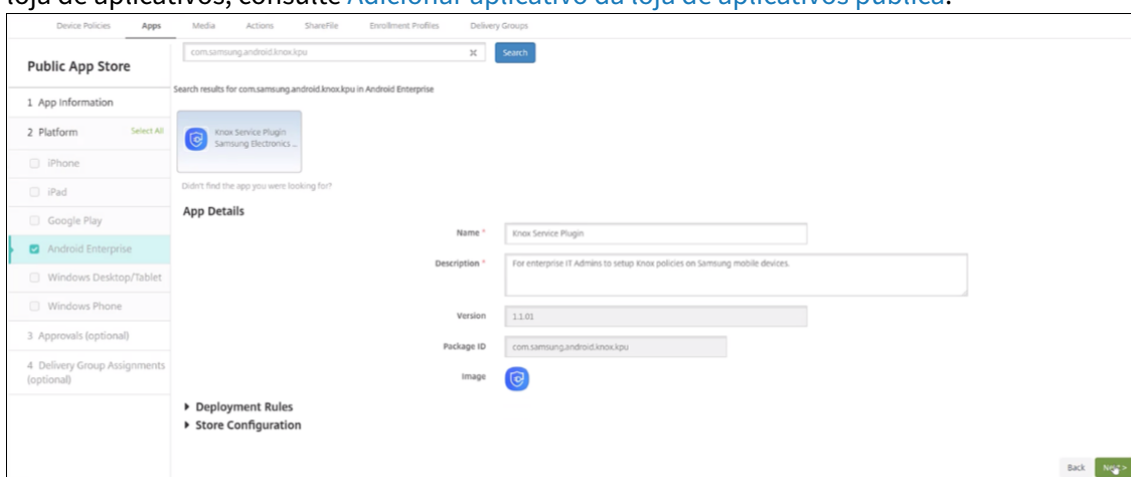 loja de aplicativos, consulte Adicionar aplicativo da loja de aplicativos pública.
Device Policies Apps Media Actions ShareFile Enrollment Profiles Delivery Groups
Public App Store
1 App Information
2 Platform Select All
iPhone
iPad
Google Play
Android Enterprise
Windows Desktop/Tablet
Windows Phone
3 Approvals (optional)
4 Delivery Group Assignments
(optional)
com.samsung.android.knox.kpu Search
Search results for com.samsung.android.knox.kpu in Android Enterprise
Knox Service Plugin
Samsung Electronics ..
Didn't find the app you were looking for?
App Details
Name * Knox Service Plugin
Description * For enterprise IT Admins to setup Knox policies on Samsung mobile devices.
Version 1.1.01
Package ID com.samsung.android.knox.kpu
Image
Deployment Rules
Store Configuration
Back Next >